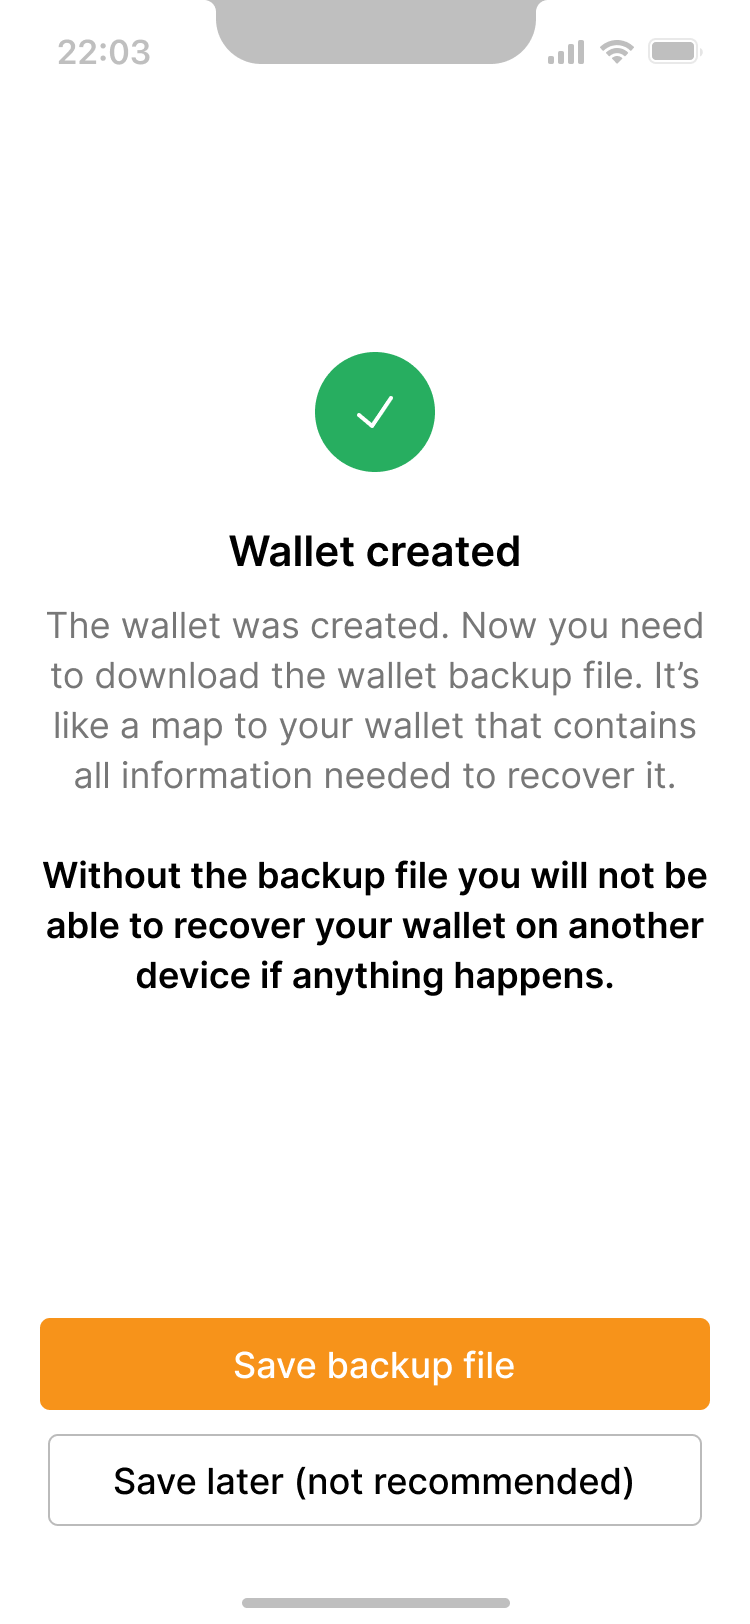 22:03
Wallet created
The wallet was created. Now you need
to download the wallet backup file. It’s
like a map to your wallet that contains
all information needed to recover it.
Without the backup file you will not be
able to recover your wallet on another
device if anything happens.
Save backup file
Save later (not recommended)